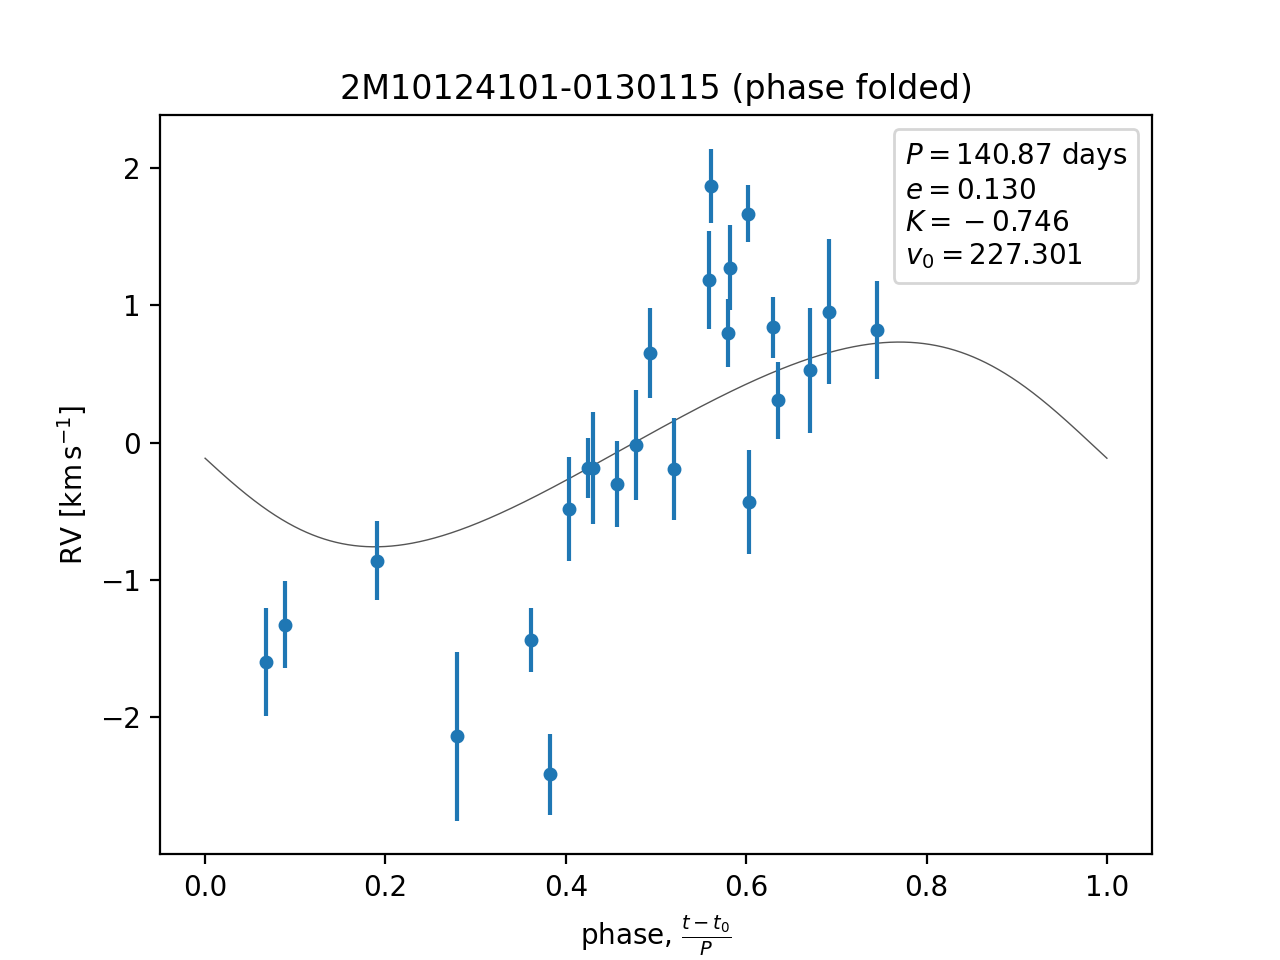 2M10124101-0130115 (phase folded)
P = 140.87 days
e = 0.130
K = −0.746
v₀ = 227.301
RV [km s⁻¹]
2
1
0
−1
−2
0.0 0.2 0.4 0.6 0.8 1.0
phase, (t − t₀)/P